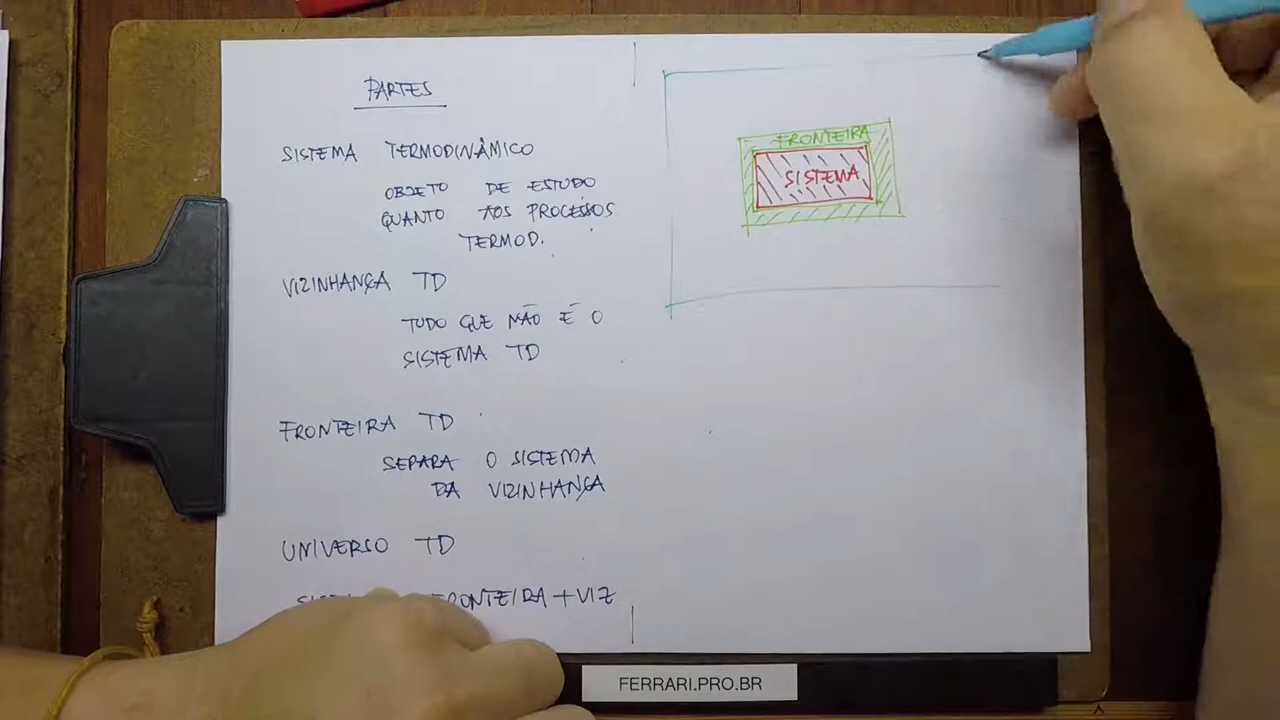 PARTES
SISTEMA TERMODINÂMICO
OBJETO DE ESTUDO
QUANTO AOS PROCESSOS
TERMOD.
VIZINHANÇA TD
TUDO QUE NÃO É O
SISTEMA TD
FRONTEIRA TD
SEPARA O SISTEMA
DA VIZINHANÇA
UNIVERSO TD
FRONTEIRA + VIZ
FRONTEIRA
SISTEMA
FERRARI.PRO.BR